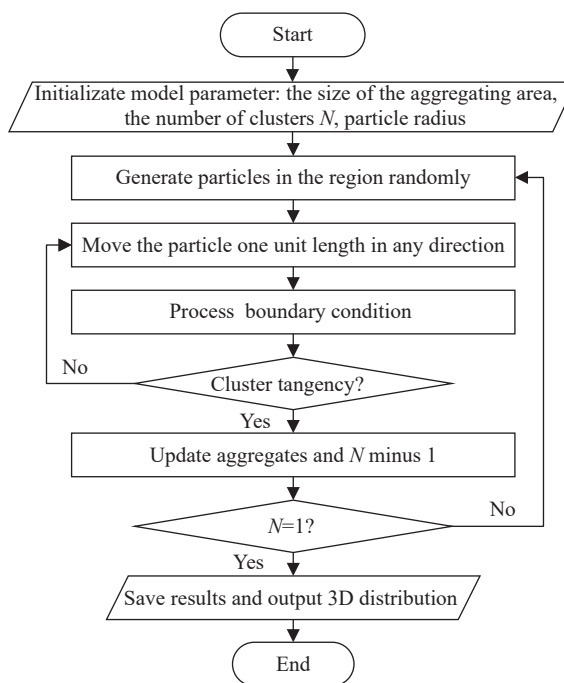 Start
Initializate model parameter: the size of the aggregating area,
the number of clusters N, particle radius
Generate particles in the region randomly
Move the particle one unit length in any direction
Process boundary condition
No
Cluster tangency?
Yes
Update aggregates and N minus 1
N=1?
No
Yes
Save results and output 3D distribution
End